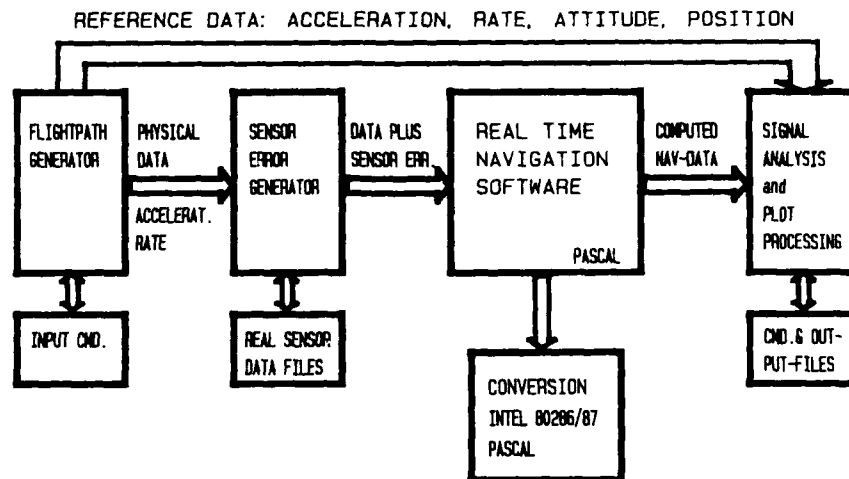 REFERENCE DATA: ACCELERATION, RATE, ATTITUDE, POSITION
FLIGHTPATH
GENERATOR
PHYSICAL
DATA
ACCELERAT.
RATE
SENSOR
ERROR
GENERATOR
DATA PLUS
SENSOR ERR.
REAL TIME
NAVIGATION
SOFTWARE
PASCAL
COMPUTED
NAV-DATA
SIGNAL
ANALYSIS
and
PLOT
PROCESSING
INPUT CMD.
REAL SENSOR
DATA FILES
CONVERSION
INTEL 80286/87
PASCAL
CMD.& OUT-
PUT-FILES